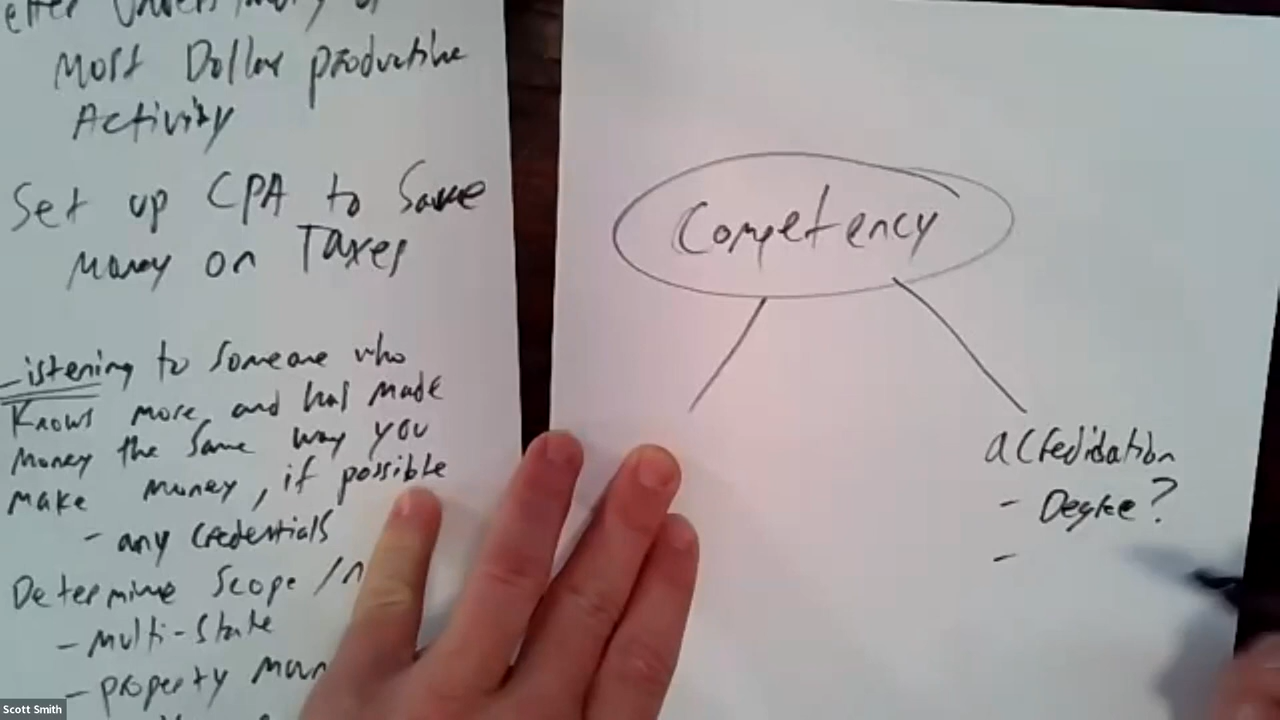 Most Dollar productive
Activity
Set up CPA to Save
Money on Taxes
Listening to Someone who
Knows more and has made
money the same way you
make money, if possible
- any credentials
Determine Scope /
- Multi-State
- property
Competency
accredidation
- Degree?
-
Scott Smith